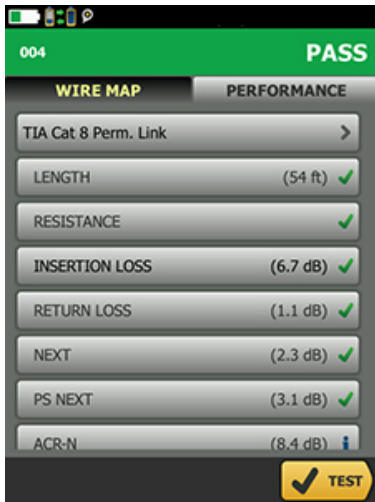 004
PASS
WIRE MAP
PERFORMANCE
TIA Cat 8 Perm. Link
LENGTH (54 ft)
RESISTANCE
INSERTION LOSS (6.7 dB)
RETURN LOSS (1.1 dB)
NEXT (2.3 dB)
PS NEXT (3.1 dB)
ACR-N (8.4 dB)
TEST